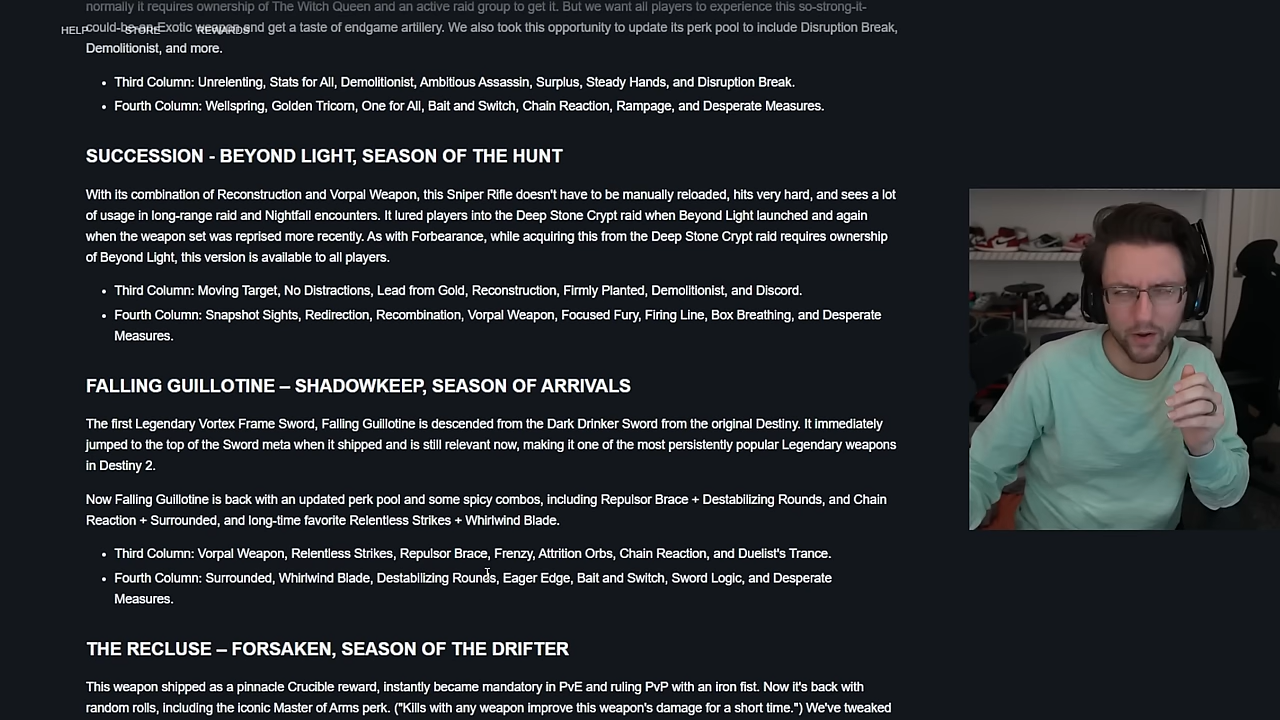 normally it requires ownership of The Witch Queen and an active raid group to get it. But we want all players to experience this so-strong-it-
HELP STORE REWARDS
could-be-an Exotic weapon and get a taste of endgame artillery. We also took this opportunity to update its perk pool to include Disruption Break,
Demolitionist, and more.
• Third Column: Unrelenting, Stats for All, Demolitionist, Ambitious Assassin, Surplus, Steady Hands, and Disruption Break.
• Fourth Column: Wellspring, Golden Tricorn, One for All, Bait and Switch, Chain Reaction, Rampage, and Desperate Measures.
SUCCESSION - BEYOND LIGHT, SEASON OF THE HUNT
With its combination of Reconstruction and Vorpal Weapon, this Sniper Rifle doesn't have to be manually reloaded, hits very hard, and sees a lot
of usage in long-range raid and Nightfall encounters. It lured players into the Deep Stone Crypt raid when Beyond Light launched and again
when the weapon set was reprised more recently. As with Forbearance, while acquiring this from the Deep Stone Crypt raid requires ownership
of Beyond Light, this version is available to all players.
• Third Column: Moving Target, No Distractions, Lead from Gold, Reconstruction, Firmly Planted, Demolitionist, and Discord.
• Fourth Column: Snapshot Sights, Redirection, Recombination, Vorpal Weapon, Focused Fury, Firing Line, Box Breathing, and Desperate
Measures.
FALLING GUILLOTINE – SHADOWKEEP, SEASON OF ARRIVALS
The first Legendary Vortex Frame Sword, Falling Guillotine is descended from the Dark Drinker Sword from the original Destiny. It immediately
jumped to the top of the Sword meta when it shipped and is still relevant now, making it one of the most persistently popular Legendary weapons
in Destiny 2.
Now Falling Guillotine is back with an updated perk pool and some spicy combos, including Repulsor Brace + Destabilizing Rounds, and Chain
Reaction + Surrounded, and long-time favorite Relentless Strikes + Whirlwind Blade.
• Third Column: Vorpal Weapon, Relentless Strikes, Repulsor Brace, Frenzy, Attrition Orbs, Chain Reaction, and Duelist's Trance.
• Fourth Column: Surrounded, Whirlwind Blade, Destabilizing Rounds, Eager Edge, Bait and Switch, Sword Logic, and Desperate
Measures.
THE RECLUSE – FORSAKEN, SEASON OF THE DRIFTER
This weapon shipped as a pinnacle Crucible reward, instantly became mandatory in PvE and ruling PvP with an iron fist. Now it's back with
random rolls, including the iconic Master of Arms perk. ("Kills with any weapon improve this weapon's damage for a short time.") We've tweaked